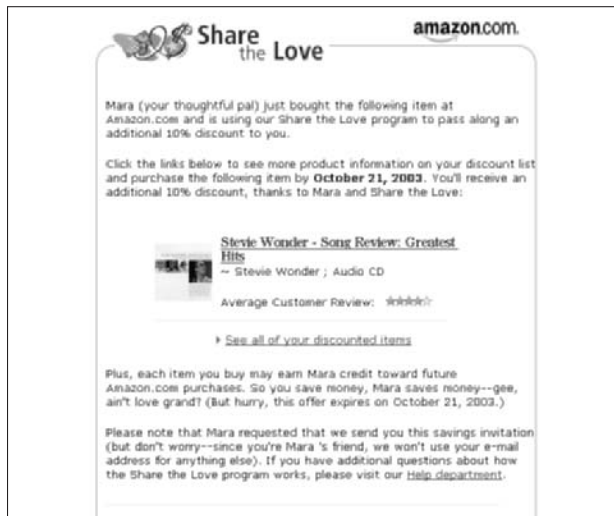 Share
the Love
amazon.com.
Mara (your thoughtful pal) just bought the following item at
Amazon.com and is using our Share the Love program to pass along an
additional 10% discount to you.
Click the links below to see more product information on your discount list
and purchase the following item by October 21, 2003. You'll receive an
additional 10% discount, thanks to Mara and Share the Love:
Stevie Wonder - Song Review: Greatest
Hits
~ Stevie Wonder ; Audio CD
Average Customer Review:
See all of your discounted items
Plus, each item you buy may earn Mara credit toward future
Amazon.com purchases. So you save money, Mara saves money--gee,
ain't love grand? (But hurry, this offer expires on October 21, 2003.)
Please note that Mara requested that we send you this savings invitation
(but don't worry--since you're Mara 's friend, we won't use your e-mail
address for anything else). If you have additional questions about how
the Share the Love program works, please visit our Help department.